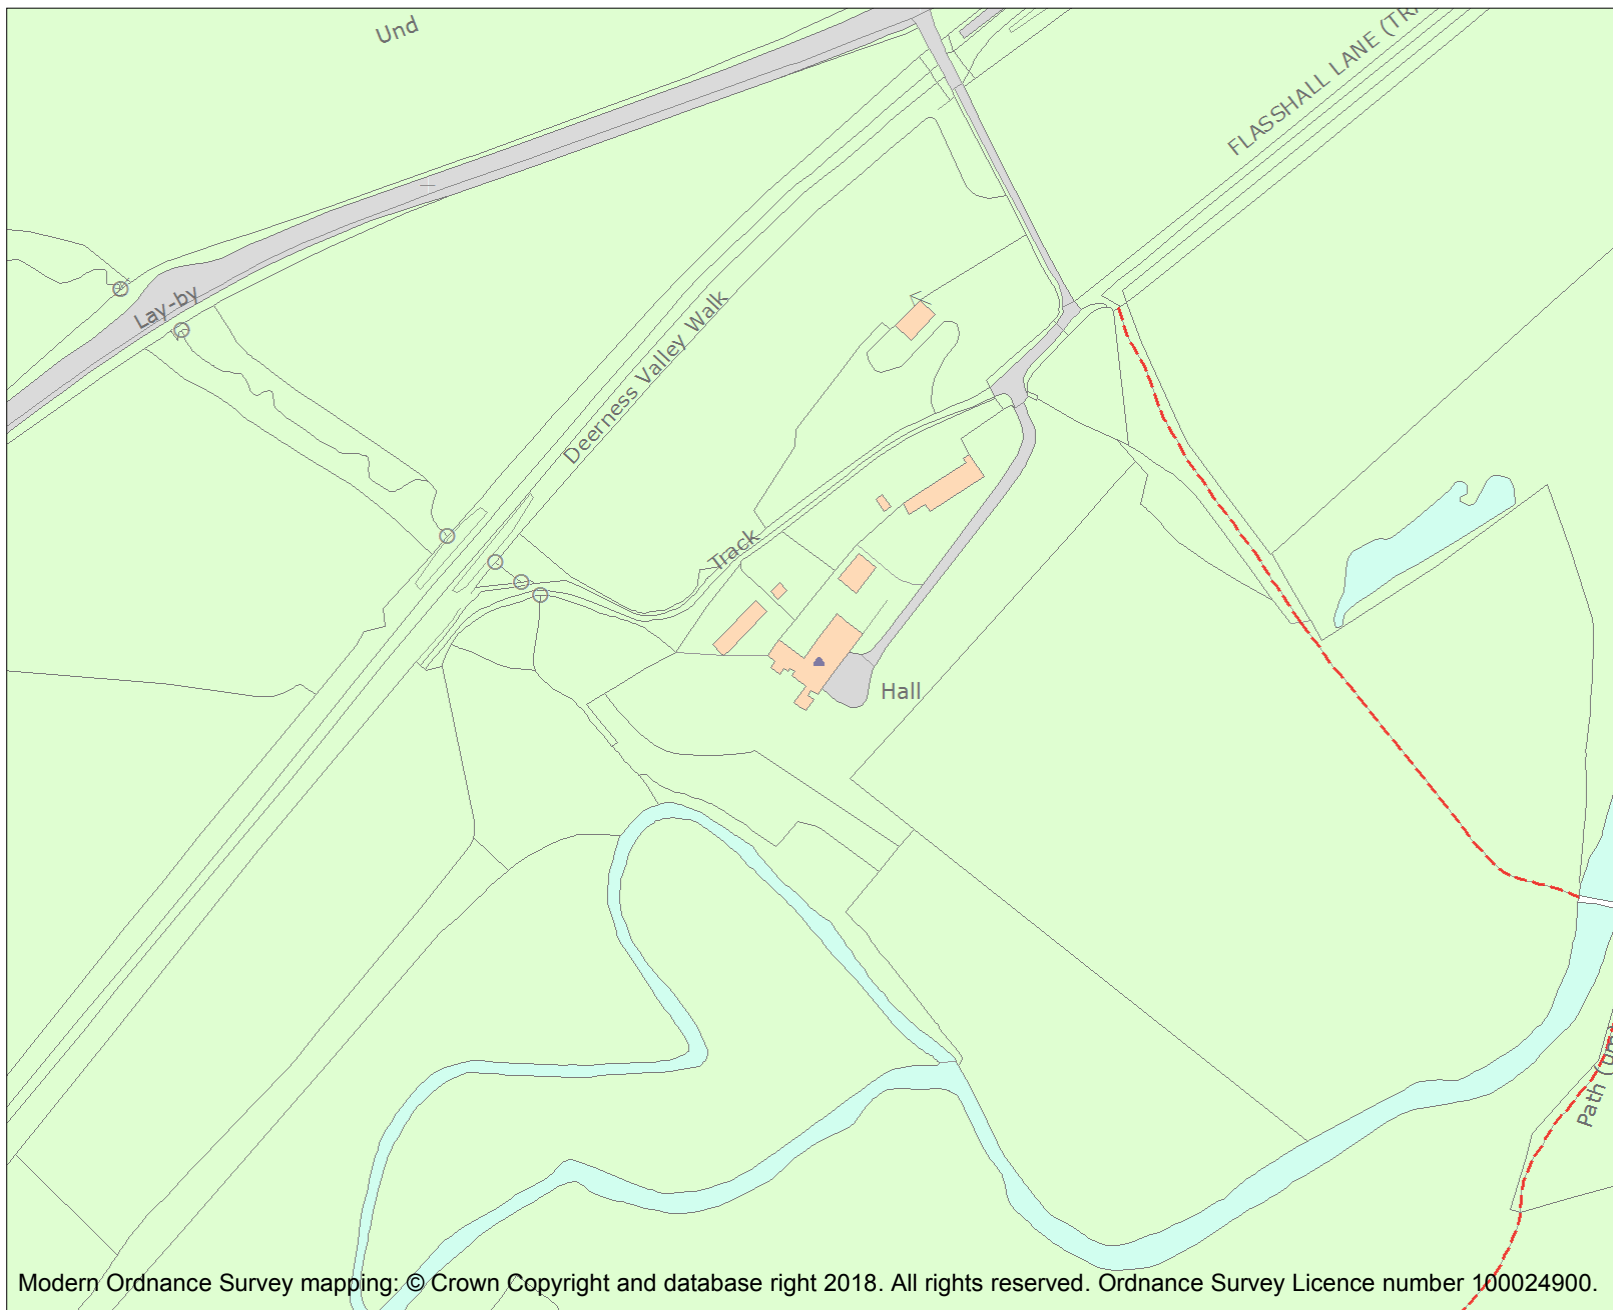 Und
FLASSHALL LANE (TR
Lay-by
Deerness Valley Walk
Track
Hall
Path (um
Modern Ordnance Survey mapping: © Crown Copyright and database right 2018. All rights reserved. Ordnance Survey Licence number 100024900.